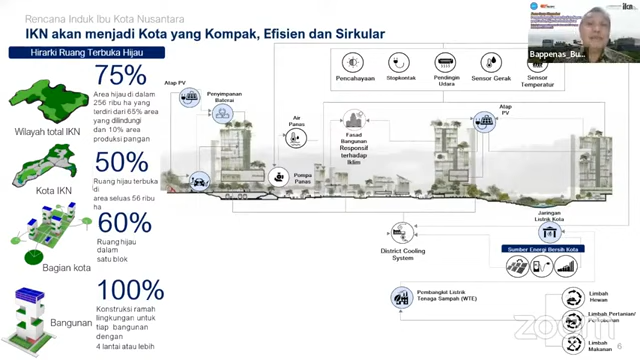 Rencana Induk Ibu Kota Nusantara
IKN akan menjadi Kota yang Kompak, Efisien dan Sirkular
Hirarki Ruang Terbuka Hijau
75%
Area hijau di dalam
256 ribu ha yang
terdiri dari 65% area
yang dilindungi
dan 10% area
produksi pangan
Wilayah total IKN
50%
Ruang hijau terbuka
di
area seluas 56 ribu
ha
Kota IKN
60%
Ruang hijau
dalam
satu blok
Bagian kota
100%
Konstruksi ramah
lingkungan untuk
tiap bangunan
dengan
4 lantai atau lebih
Bangunan
Atap PV
Penyimpanan
Baterai
Air
Panas
Pompa
Panas
Fasad
Bangunan
Responsif
terhadap
Iklim
Pencahayaan
Stopkontak
Pendingin
Udara
Sensor Gerak
Sensor
Temperatur
Atap
PV
Jaringan
Listrik Kota
District Cooling
System
Sumber Energi Bersih Kota
Pembangkit Listrik
Tenaga Sampah (WTE)
Limbah
Hewan
Limbah Pertanian/
Perkebunan
Limbah
Makanan
Bappenas_Bu...
ikn
zoom
6